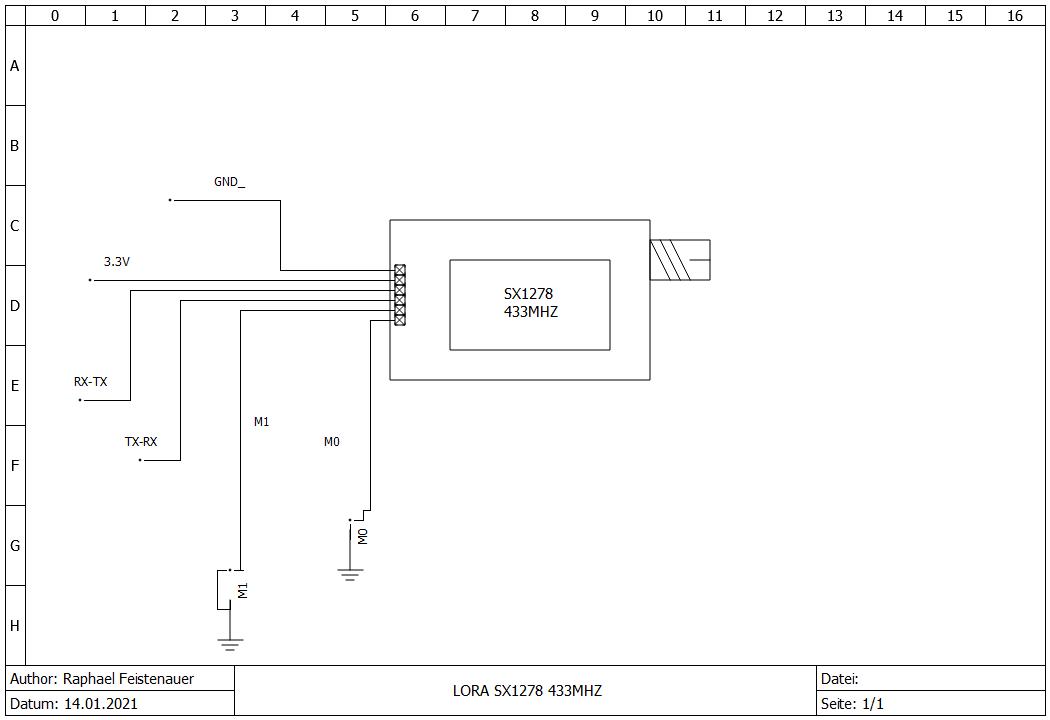 0 1 2 3 4 5 6 7 8 9 10 11 12 13 14 15 16
A
B
GND_
C
3.3V
D
SX1278
433MHZ
E
RX-TX
M1
TX-RX
M0
F
G
M0
M1
H
Author: Raphael Feistenauer
Datum: 14.01.2021
LORA SX1278 433MHZ
Datei:
Seite: 1/1